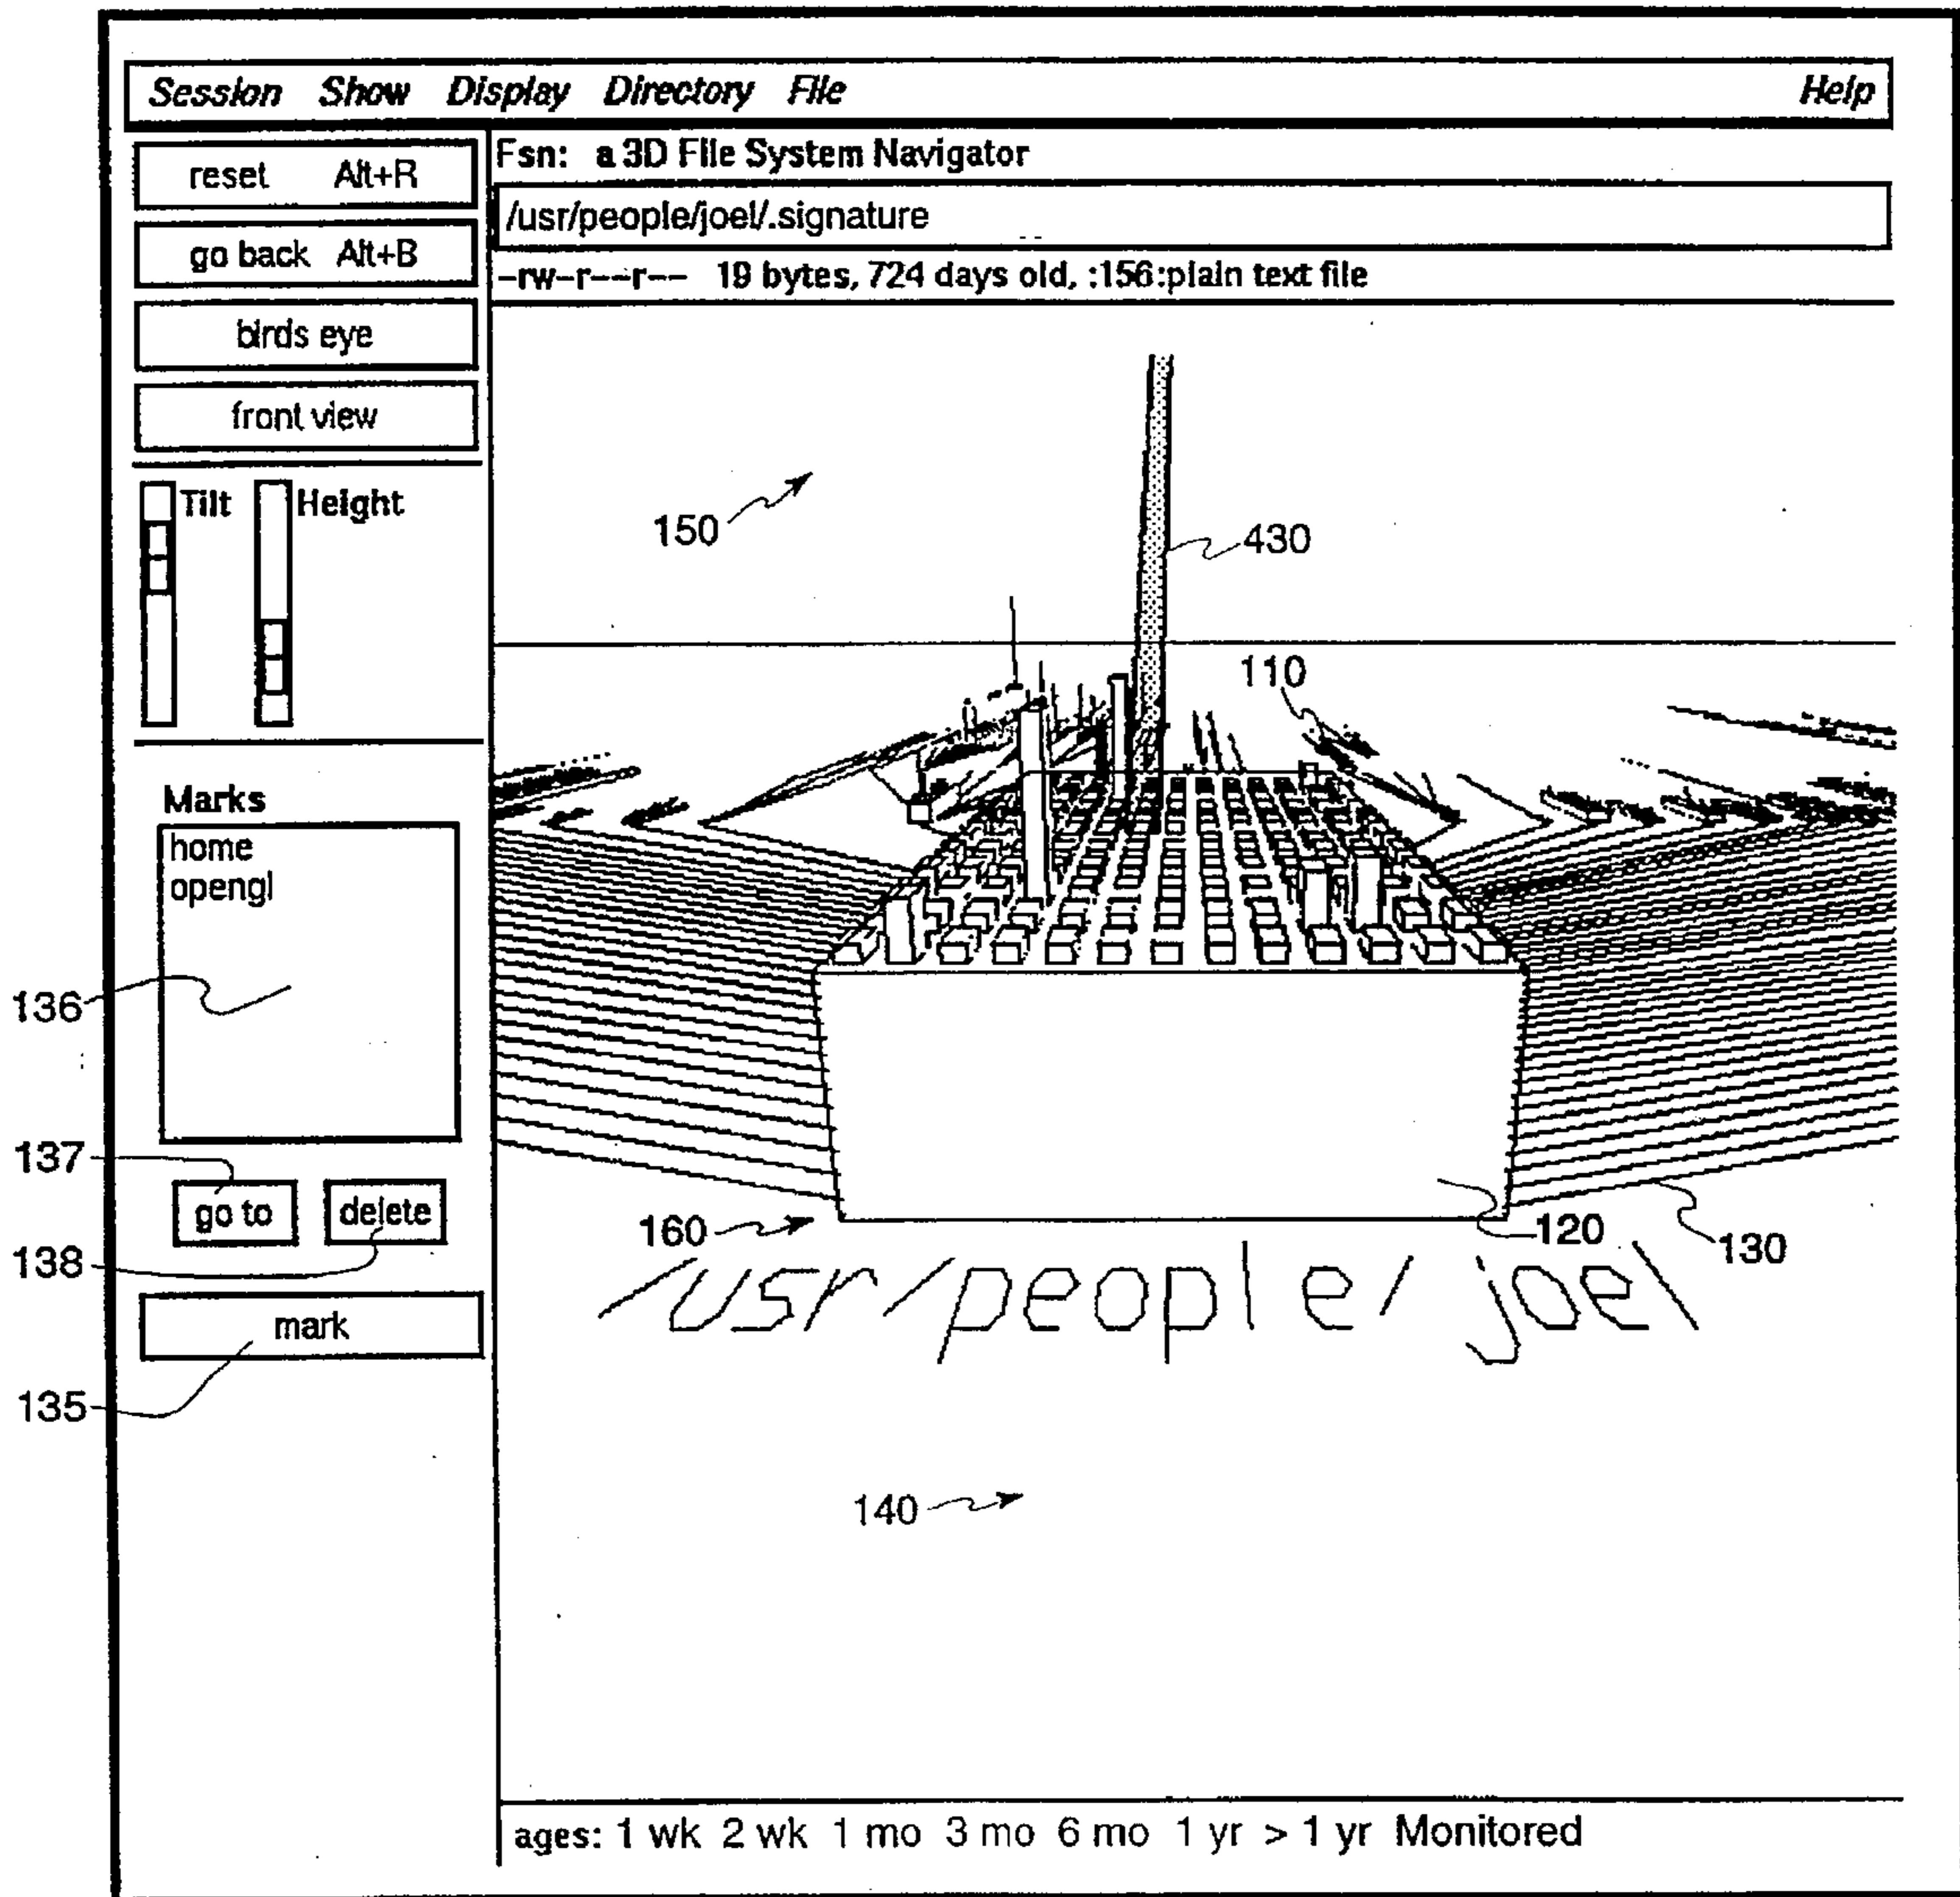 Session Show Display Directory File Help
reset Alt+R
go back Alt+B
birds eye
front view
Tilt Height
Marks
home
opengl
go to delete
mark
Fsn: a 3D File System Navigator
/usr/people/joel/.signature
-rw-r--r-- 19 bytes, 724 days old, :156:plain text file
150
430
110
136
137
138
135
160
120
130
/usr/people/joel
140
ages: 1 wk 2 wk 1 mo 3 mo 6 mo 1 yr > 1 yr Monitored